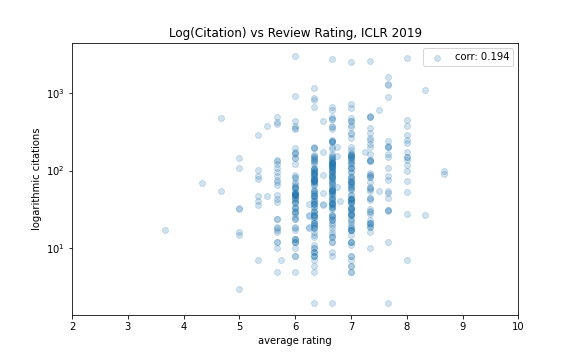 Log(Citation) vs Review Rating, ICLR 2019
corr: 0.194
10³
10²
10¹
logarithmic citations
2 3 4 5 6 7 8 9 10
average rating